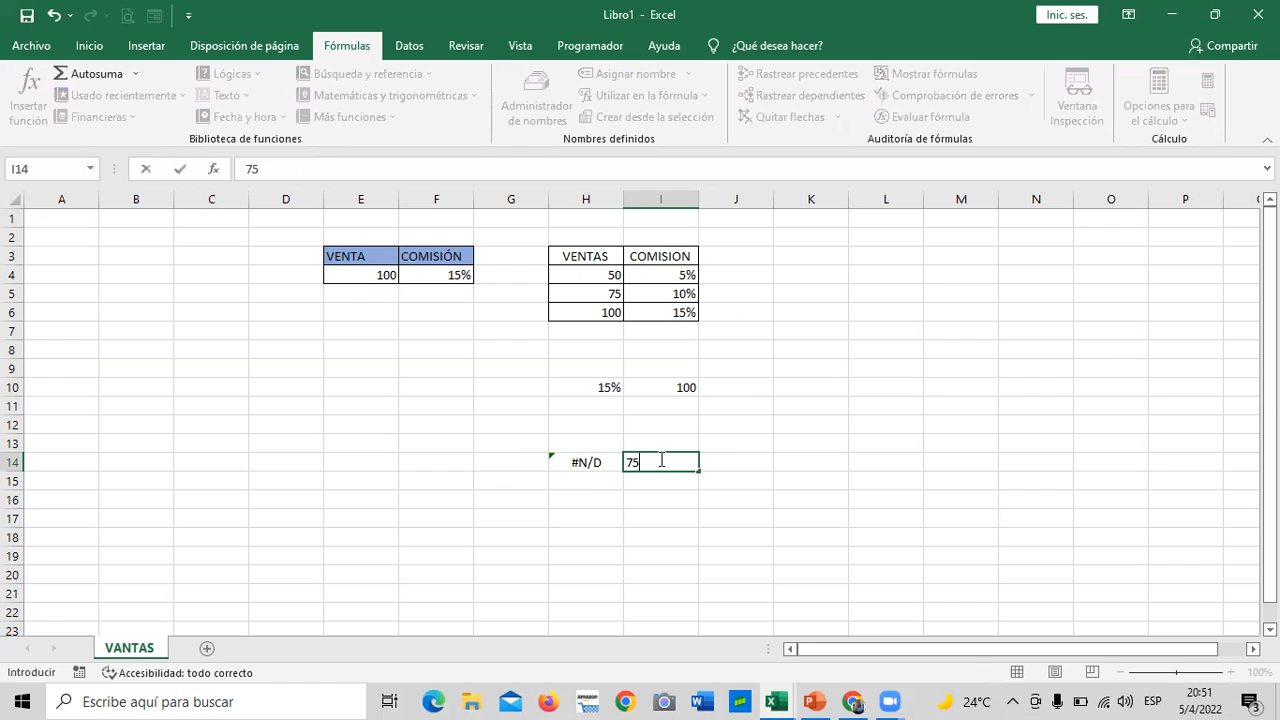 Libro1 - Excel
Inic. ses.
Archivo Inicio Insertar Disposición de página Fórmulas Datos Revisar Vista Programador Ayuda ¿Qué desea hacer? Compartir
Insertar función
Autosuma
Usado recientemente
Financieras
Lógicas
Texto
Fecha y hora
Búsqueda y referencia
Matemáticas y trigonométricas
Más funciones
Biblioteca de funciones
Administrador de nombres
Asignar nombre
Utilizar en la fórmula
Crear desde la selección
Nombres definidos
Rastrear precedentes
Rastrear dependientes
Quitar flechas
Mostrar fórmulas
Comprobación de errores
Evaluar fórmula
Auditoría de fórmulas
Ventana Inspección
Opciones para el cálculo
Cálculo
I14 fx 75
A B C D E F G H I J K L M N O P
1
2
3 VENTA COMISIÓN VENTAS COMISION
4 100 15% 50 5%
5 75 10%
6 100 15%
7
8
9
10 15% 100
11
12
13
14 #N/D 75
15
16
17
18
19
20
21
22
23
VANTAS
Introducir Accesibilidad: todo correcto 100%
Escribe aquí para buscar
amazon
24°C
ESP
20:51
5/4/2022
3